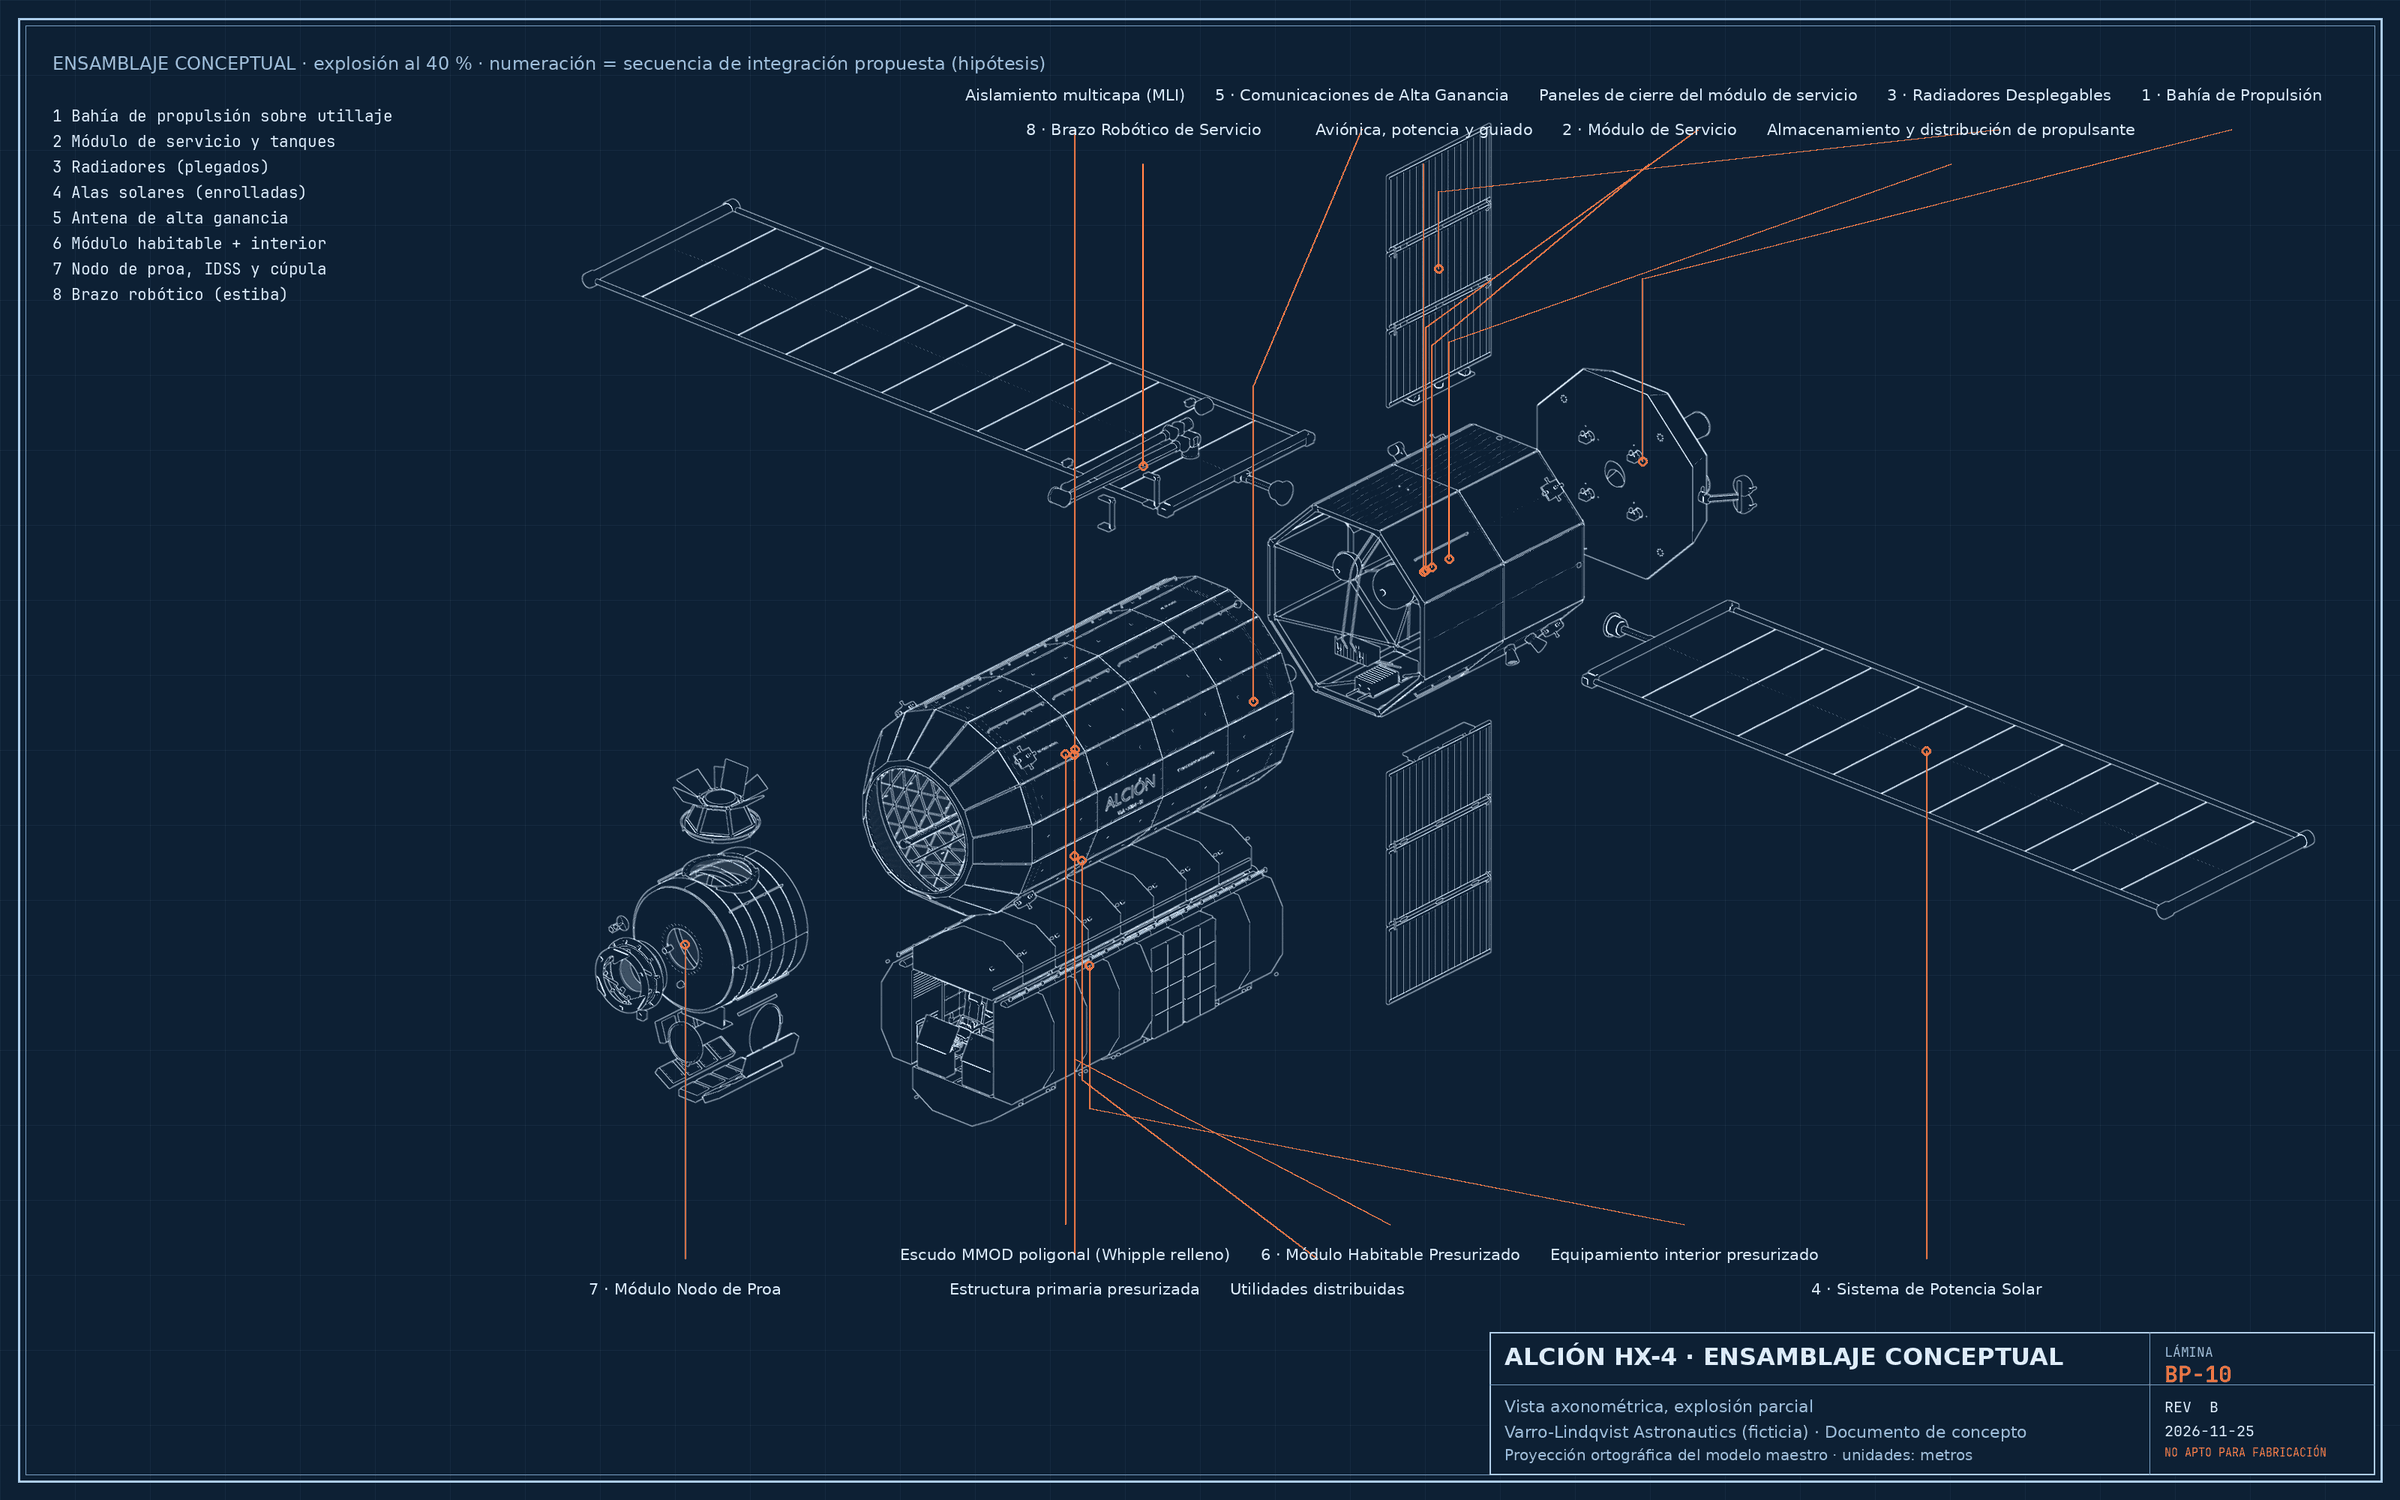 ENSAMBLAJE CONCEPTUAL · explosión al 40 % · numeración = secuencia de integración propuesta (hipótesis)
1 Bahía de propulsión sobre utillaje
2 Módulo de servicio y tanques
3 Radiadores (plegados)
4 Alas solares (enrolladas)
5 Antena de alta ganancia
6 Módulo habitable + interior
7 Nodo de proa, IDSS y cúpula
8 Brazo robótico (estiba)
Aislamiento multicapa (MLI)
5 · Comunicaciones de Alta Ganancia
Paneles de cierre del módulo de servicio
3 · Radiadores Desplegables
1 · Bahía de Propulsión
8 · Brazo Robótico de Servicio
Aviónica, potencia y guiado
2 · Módulo de Servicio
Almacenamiento y distribución de propulsante
ALCIÓN
Escudo MMOD poligonal (Whipple relleno)
6 · Módulo Habitable Presurizado
Equipamiento interior presurizado
7 · Módulo Nodo de Proa
Estructura primaria presurizada
Utilidades distribuidas
4 · Sistema de Potencia Solar
ALCIÓN HX-4 · ENSAMBLAJE CONCEPTUAL
Vista axonométrica, explosión parcial
Varro-Lindqvist Astronautics (ficticia) · Documento de concepto
Proyección ortográfica del modelo maestro · unidades: metros
LÁMINA
BP-10
REV B
2026-11-25
NO APTO PARA FABRICACIÓN